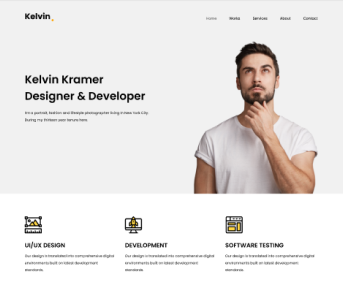 Kelvin.
Home Works Services About Contact
Kelvin Kramer
Designer & Developer
I'm a portrait, fashion and lifestyle photographer living in New York City.
During my thirteen year tenure here.
UI/UX DESIGN
Our design is translated into comprehensive digital
environments built on latest development
standards.
DEVELOPMENT
Our design is translated into comprehensive digital
environments built on latest development
standards.
SOFTWARE TESTING
Our design is translated into comprehensive digital
environments built on latest development
standards.